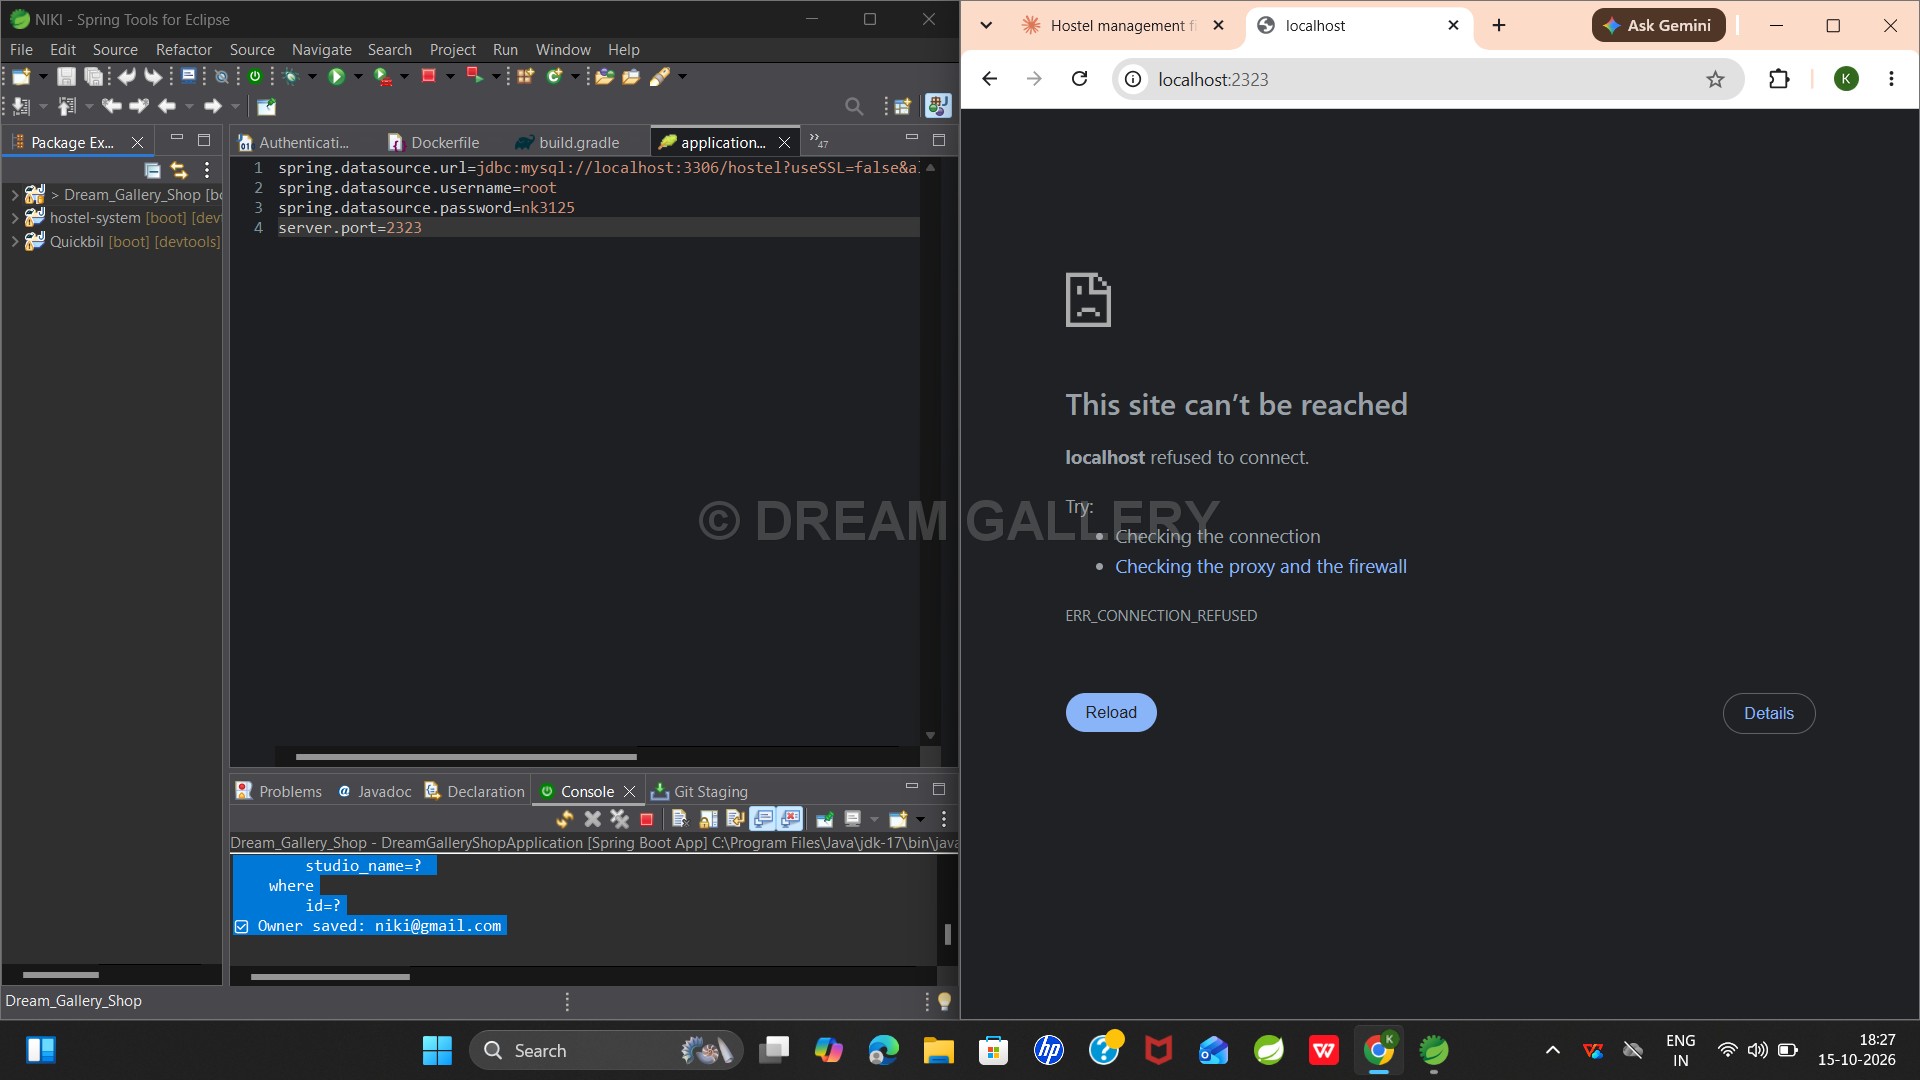 NIKI - Spring Tools for Eclipse
File Edit Source Refactor Source Navigate Search Project Run Window Help
Package Ex...
> Dream_Gallery_Shop [bo
hostel-system [boot] [dev
Quickbil [boot] [devtools]
Authenticati... Dockerfile build.gradle application... »47
1 spring.datasource.url=jdbc:mysql://localhost:3306/hostel?useSSL=false&al
2 spring.datasource.username=root
3 spring.datasource.password=nk3125
4 server.port=2323
Problems Javadoc Declaration Console Git Staging
Dream_Gallery_Shop - DreamGalleryShopApplication [Spring Boot App] C:\Program Files\Java\jdk-17\bin\java
studio_name=?
where
id=?
Owner saved: niki@gmail.com
Dream_Gallery_Shop
Hostel management fi
localhost
Ask Gemini
localhost:2323
K
This site can’t be reached
localhost refused to connect.
Try:
• Checking the connection
• Checking the proxy and the firewall
ERR_CONNECTION_REFUSED
Reload
Details
© DREAM GALLERY
Search
ENG
IN
18:27
15-10-2026